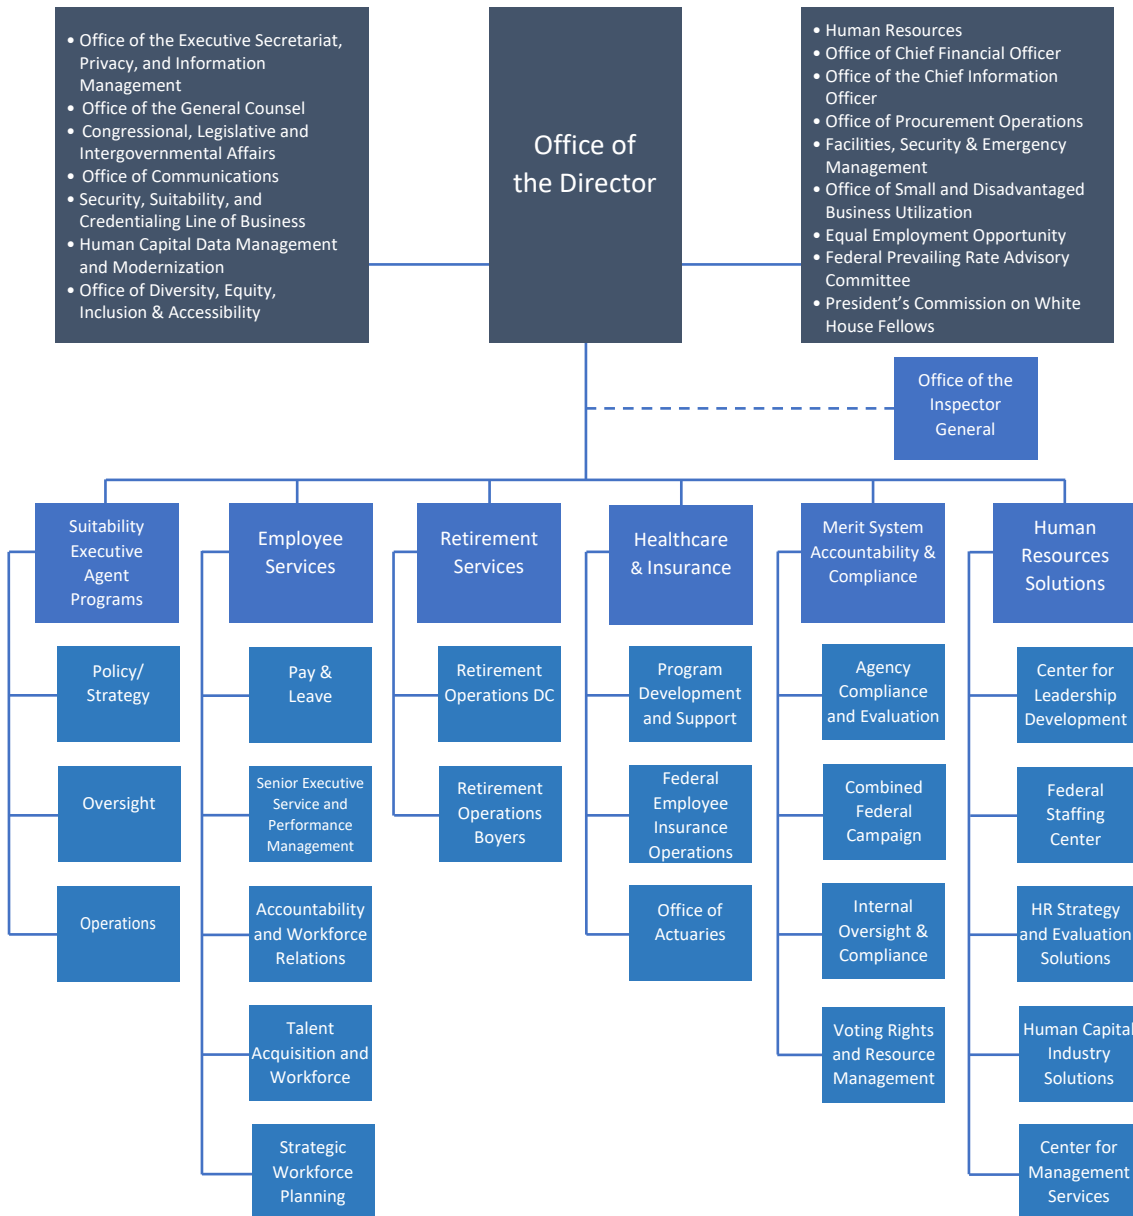 • Office of the Executive Secretariat,
Privacy, and Information
Management
• Office of the General Counsel
• Congressional, Legislative and
Intergovernmental Affairs
• Office of Communications
• Security, Suitability, and
Credentialing Line of Business
• Human Capital Data Management
and Modernization
• Office of Diversity, Equity,
Inclusion & Accessibility
Office of
the Director
• Human Resources
• Office of Chief Financial Officer
• Office of the Chief Information
Officer
• Office of Procurement Operations
• Facilities, Security & Emergency
Management
• Office of Small and Disadvantaged
Business Utilization
• Equal Employment Opportunity
• Federal Prevailing Rate Advisory
Committee
• President’s Commission on White
House Fellows
Office of the
Inspector
General
Suitability
Executive
Agent
Programs
Policy/
Strategy
Oversight
Operations
Employee
Services
Pay &
Leave
Senior Executive
Service and
Performance
Management
Accountability
and Workforce
Relations
Talent
Acquisition and
Workforce
Strategic
Workforce
Planning
Retirement
Services
Retirement
Operations DC
Retirement
Operations
Boyers
Healthcare
& Insurance
Program
Development
and Support
Federal
Employee
Insurance
Operations
Office of
Actuaries
Merit System
Accountability &
Compliance
Agency
Compliance
and Evaluation
Combined
Federal
Campaign
Internal
Oversight &
Compliance
Voting Rights
and Resource
Management
Human
Resources
Solutions
Center for
Leadership
Development
Federal
Staffing
Center
HR Strategy
and Evaluation
Solutions
Human Capital
Industry
Solutions
Center for
Management
Services